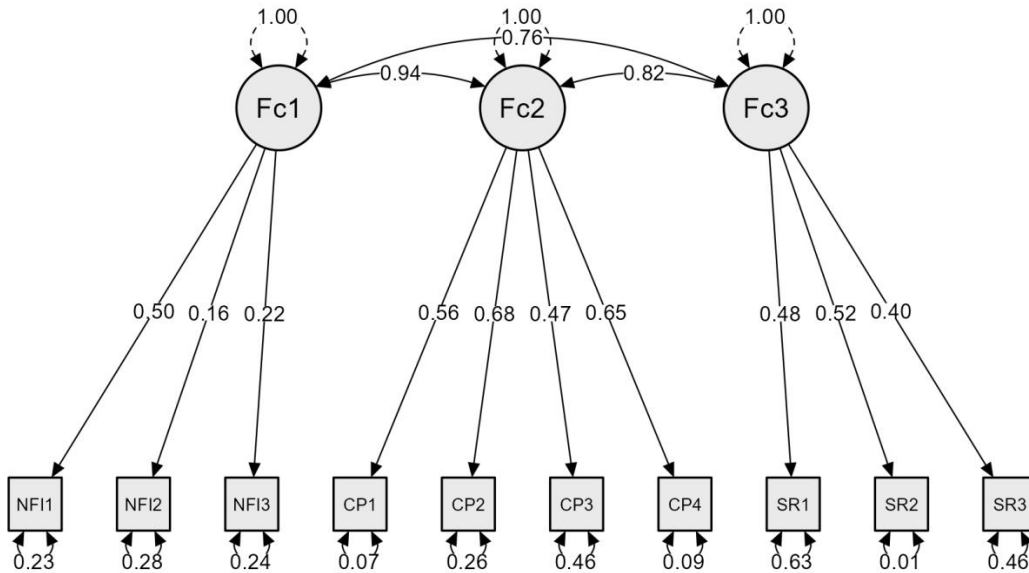 1.00 1.00 1.00
0.76
0.94 0.82
Fc1 Fc2 Fc3
0.50 0.16 0.22 0.56 0.68 0.47 0.65 0.48 0.52 0.40
NFI1 NFI2 NFI3 CP1 CP2 CP3 CP4 SR1 SR2 SR3
0.23 0.28 0.24 0.07 0.26 0.46 0.09 0.63 0.01 0.46